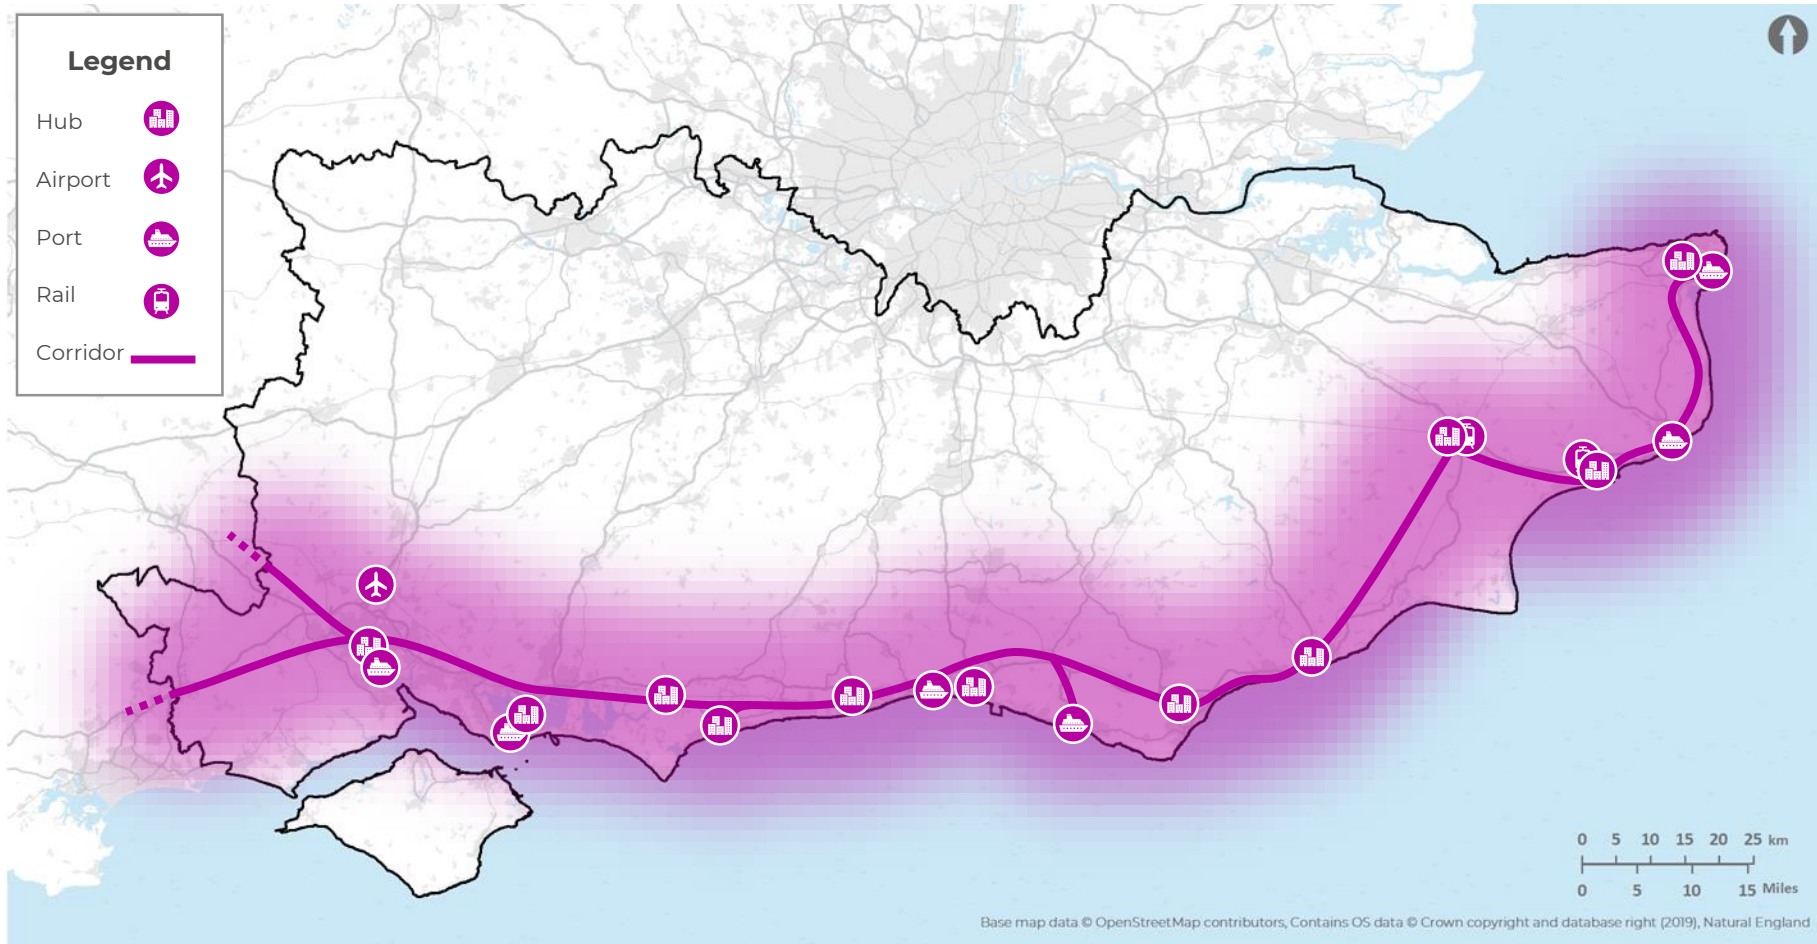 Legend
Hub
Airport
Port
Rail
Corridor
0 5 10 15 20 25 km
0 5 10 15 Miles
Base map data © OpenStreetMap contributors, Contains OS data © Crown copyright and database right (2019), Natural England